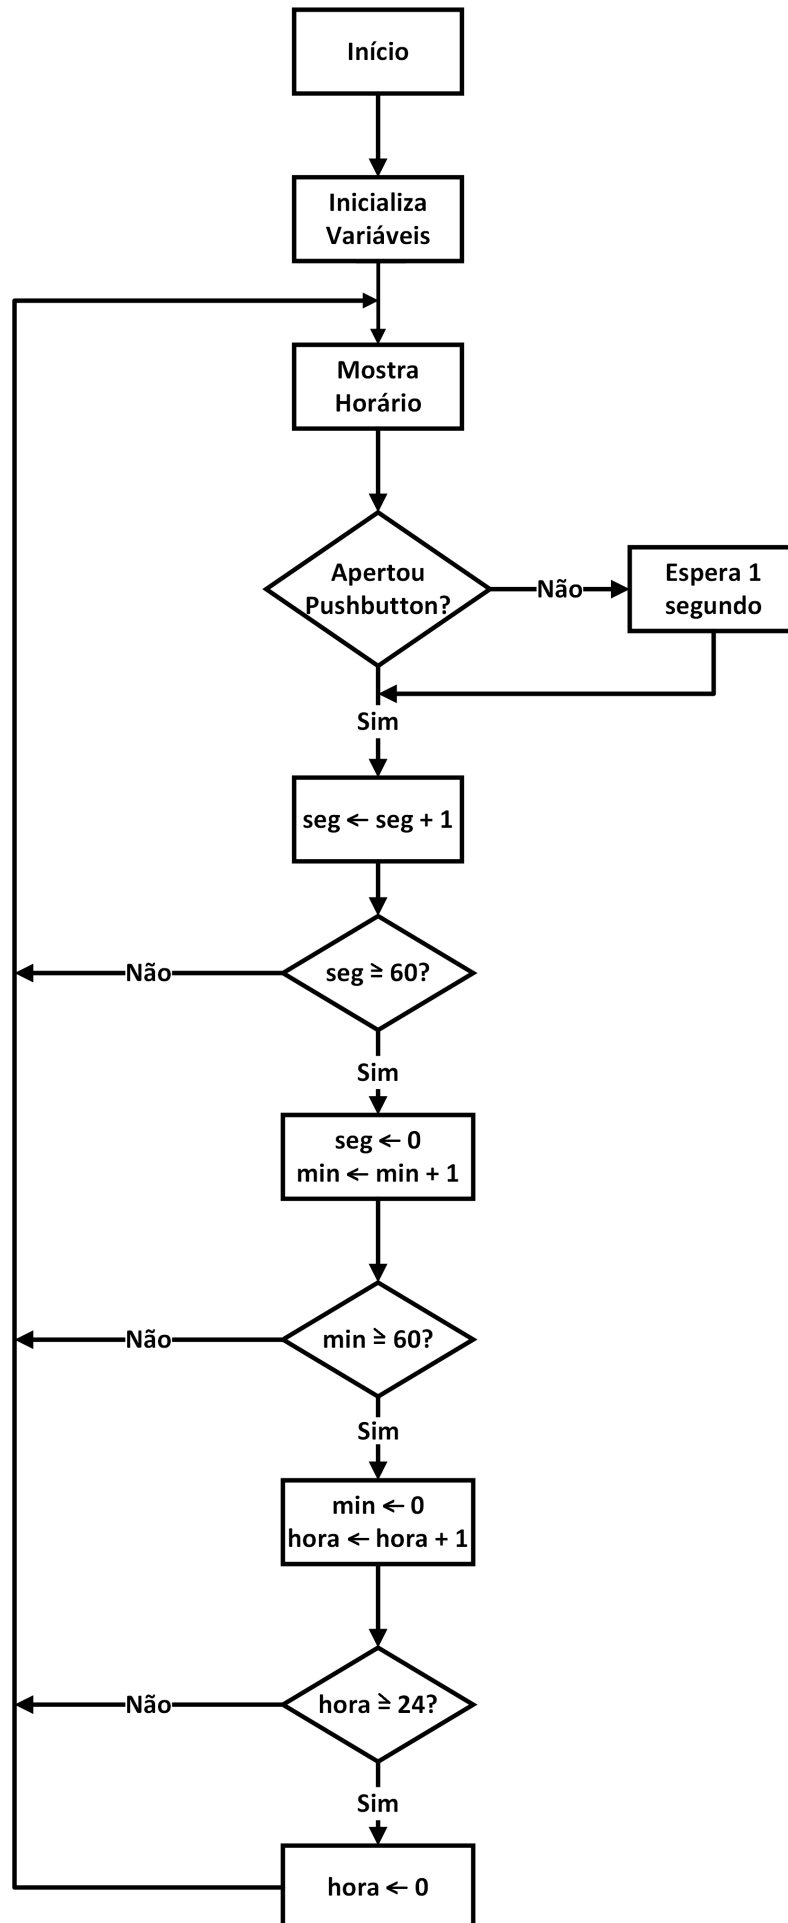 Início
Inicializa
Variáveis
Mostra
Horário
Apertou
Pushbutton?
Não
Espera 1
segundo
Sim
seg ← seg + 1
seg ≥ 60?
Não
Sim
seg ← 0
min ← min + 1
min ≥ 60?
Não
Sim
min ← 0
hora ← hora + 1
hora ≥ 24?
Não
Sim
hora ← 0